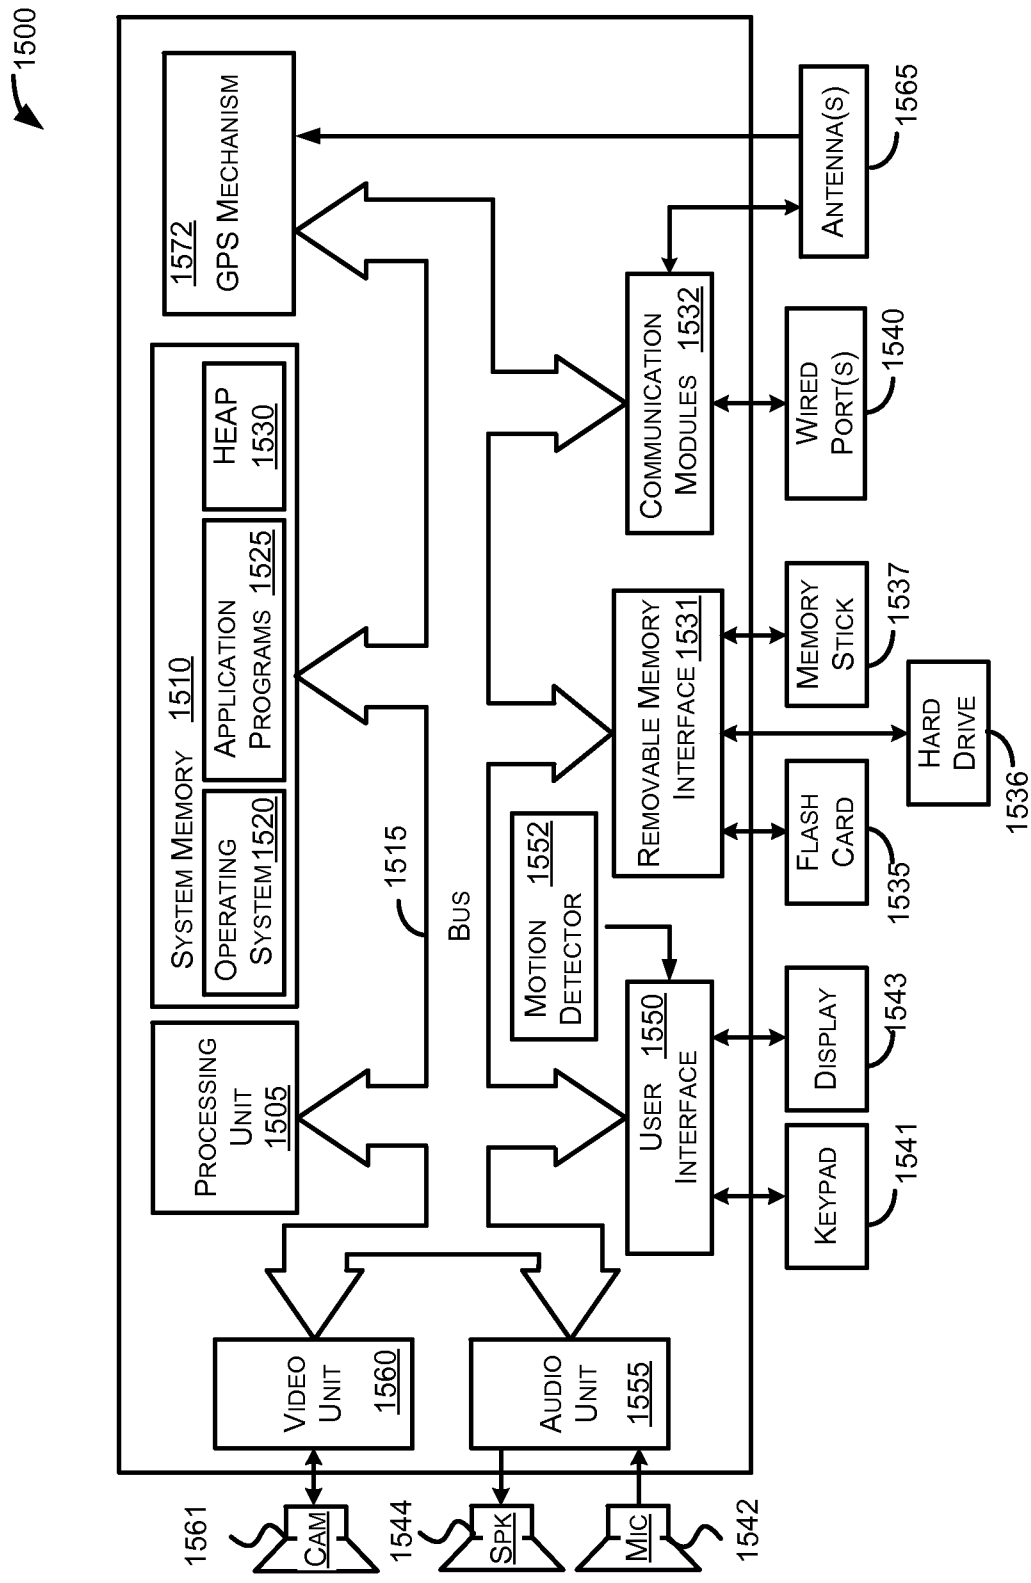 1500
1572
GPS MECHANISM
SYSTEM MEMORY 1510
OPERATING
SYSTEM 1520
APPLICATION
PROGRAMS 1525
HEAP
1530
PROCESSING
UNIT
1505
1515
BUS
VIDEO
UNIT
1560
AUDIO
UNIT
1555
1561
CAM
1544
SPK
MIC
1542
MOTION
DETECTOR 1552
USER
INTERFACE 1550
REMOVABLE MEMORY
INTERFACE 1531
COMMUNICATION
MODULES 1532
KEYPAD
1541
DISPLAY
1543
FLASH
CARD
1535
HARD
DRIVE
1536
MEMORY
STICK
1537
WIRED
PORT(S)
1540
ANTENNA(S)
1565